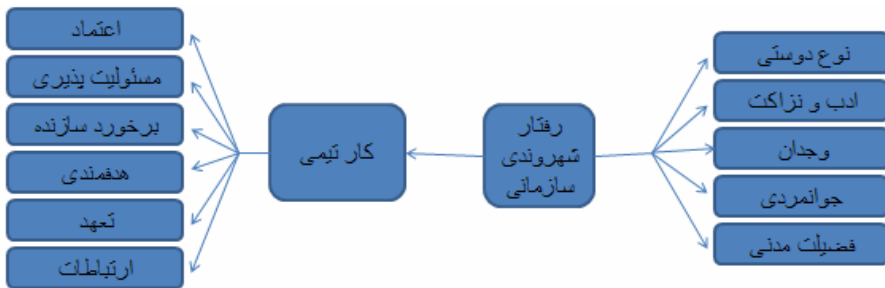 نوع دوستی
ادب و نزاکت
وجدان
جوانمردی
فضیلت مدنی
رفتار
شهروندی
سازمانی
کار تیمی
اعتماد
مسئولیت پذیری
برخورد سازنده
هدفمندی
تعهد
ارتباطات